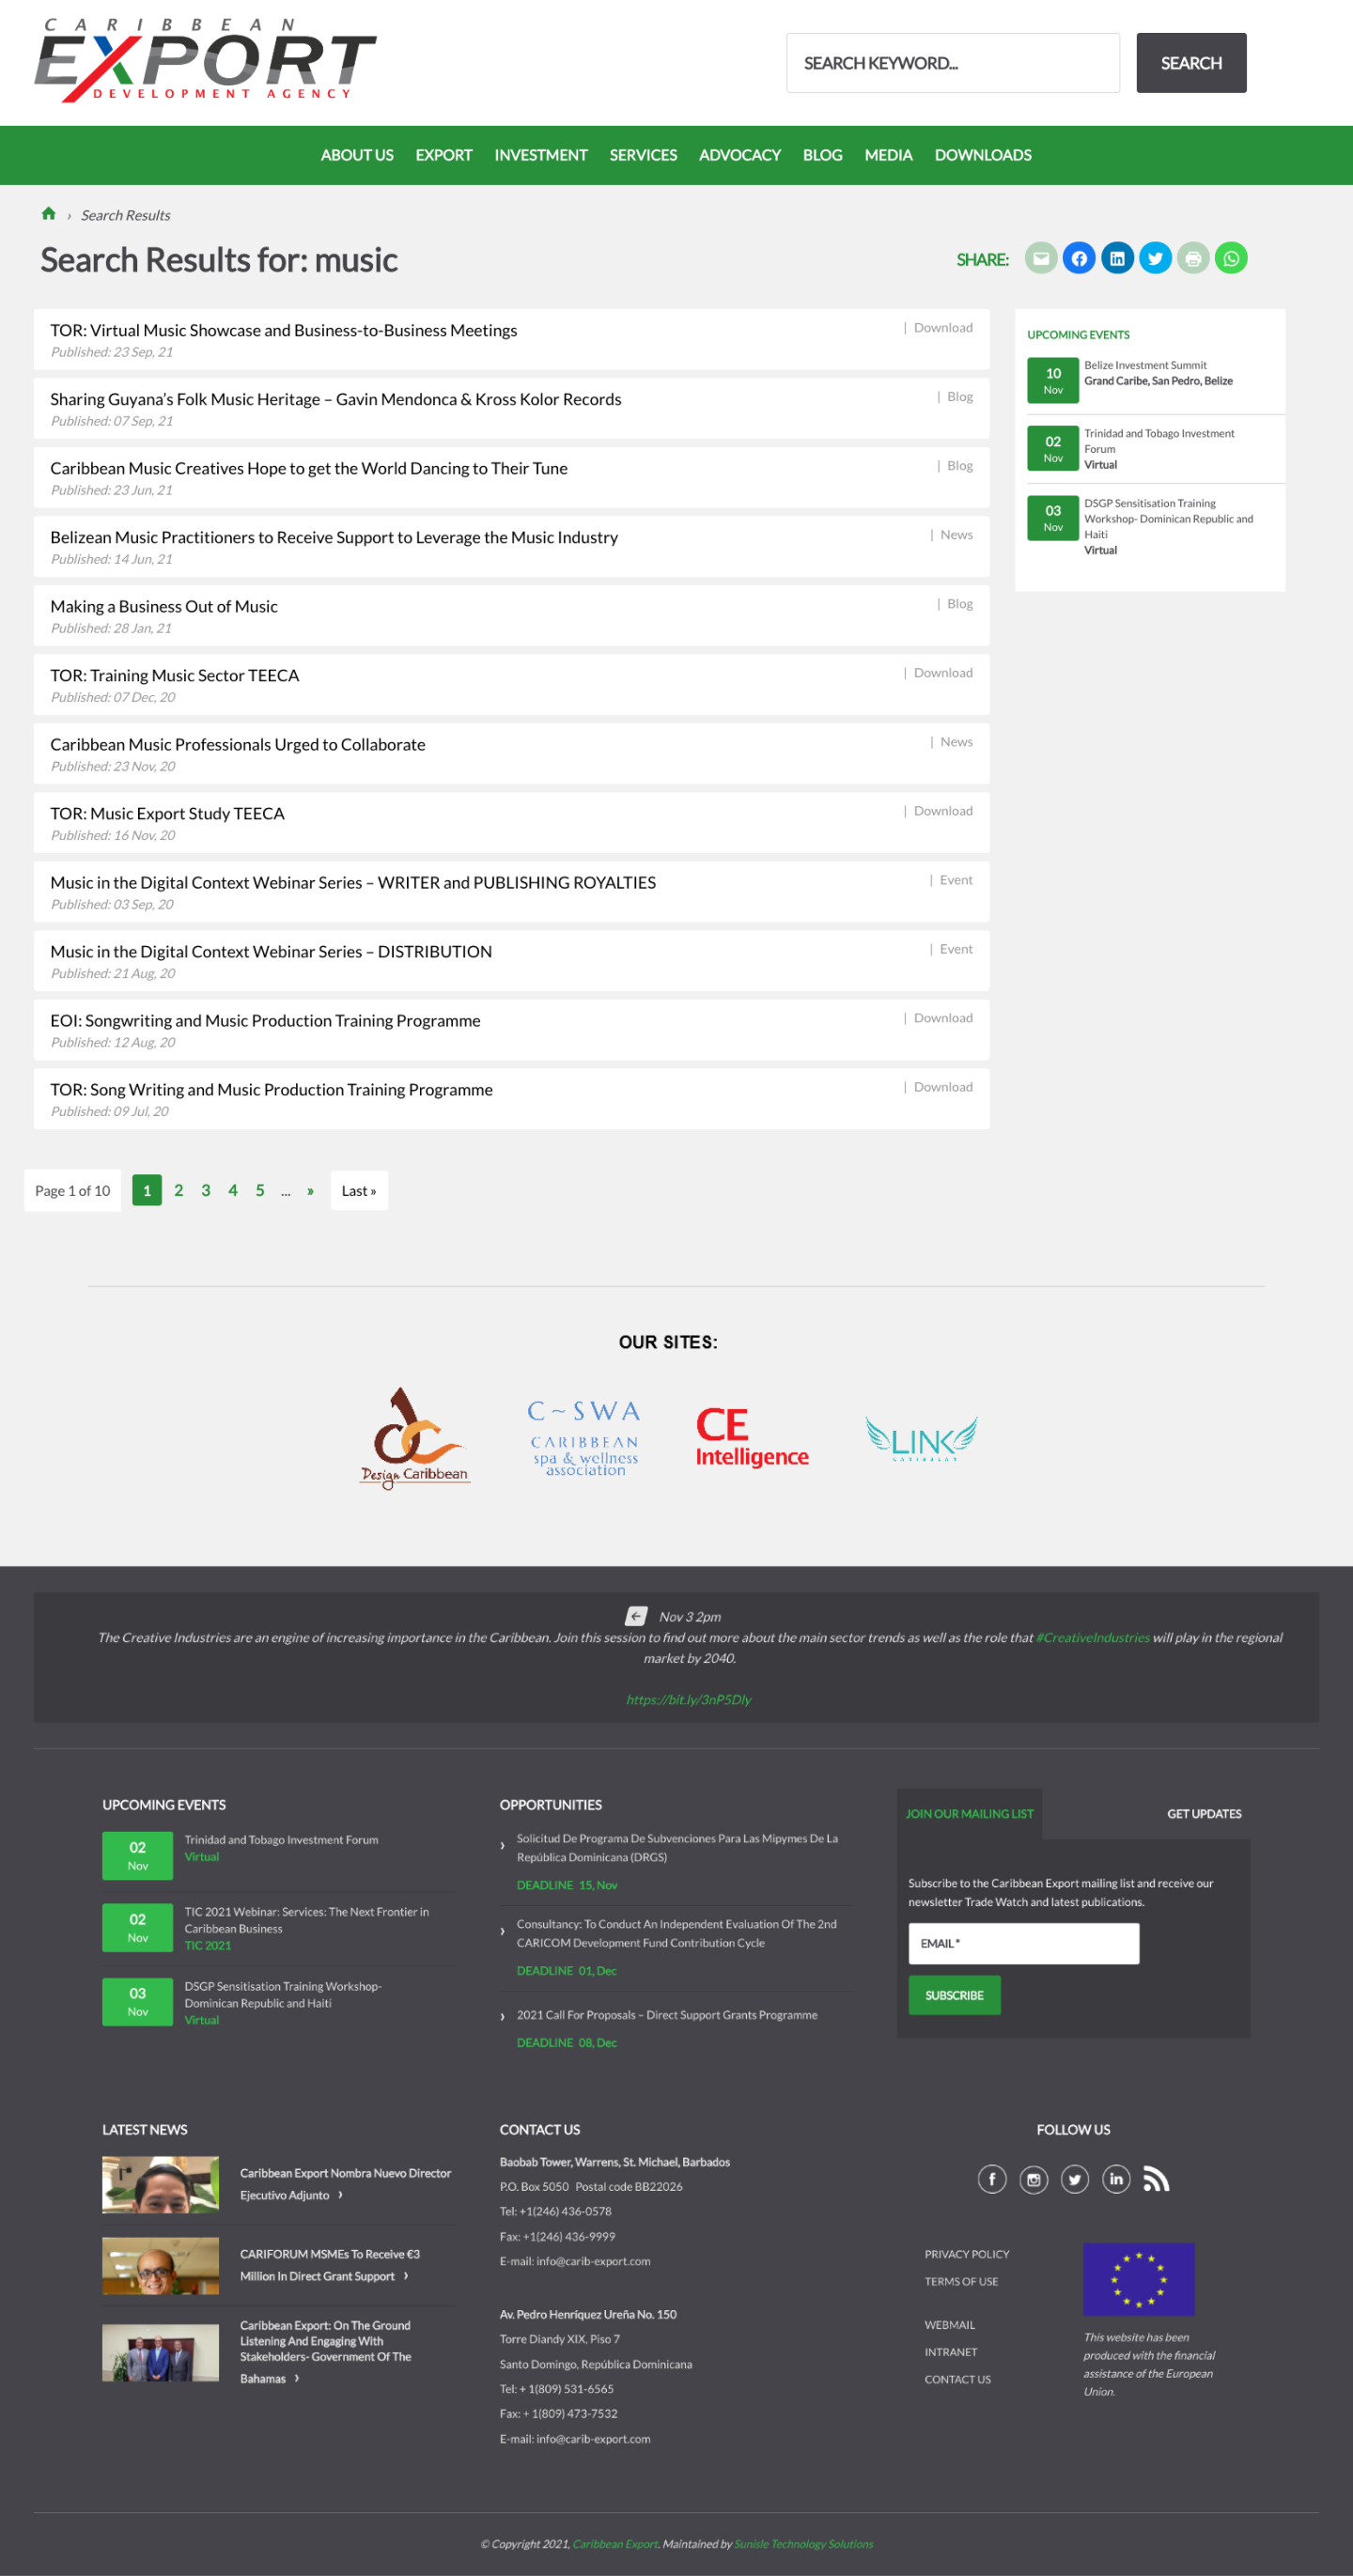 CARIBBEAN
EXPORT
DEVELOPMENT AGENCY
SEARCH KEYWORD...
SEARCH
ABOUT US EXPORT INVESTMENT SERVICES ADVOCACY BLOG MEDIA DOWNLOADS
› Search Results
Search Results for: music
SHARE:
TOR: Virtual Music Showcase and Business-to-Business Meetings
| Download
Published: 23 Sep, 21
Sharing Guyana’s Folk Music Heritage – Gavin Mendonca & Kross Kolor Records
| Blog
Published: 07 Sep, 21
Caribbean Music Creatives Hope to get the World Dancing to Their Tune
| Blog
Published: 23 Jun, 21
Belizean Music Practitioners to Receive Support to Leverage the Music Industry
| News
Published: 14 Jun, 21
Making a Business Out of Music
| Blog
Published: 28 Jan, 21
TOR: Training Music Sector TEECA
| Download
Published: 07 Dec, 20
Caribbean Music Professionals Urged to Collaborate
| News
Published: 23 Nov, 20
TOR: Music Export Study TEECA
| Download
Published: 16 Nov, 20
Music in the Digital Context Webinar Series – WRITER and PUBLISHING ROYALTIES
| Event
Published: 03 Sep, 20
Music in the Digital Context Webinar Series – DISTRIBUTION
| Event
Published: 21 Aug, 20
EOI: Songwriting and Music Production Training Programme
| Download
Published: 12 Aug, 20
TOR: Song Writing and Music Production Training Programme
| Download
Published: 09 Jul, 20
UPCOMING EVENTS
10
Nov
Belize Investment Summit
Grand Caribe, San Pedro, Belize
02
Nov
Trinidad and Tobago Investment
Forum
Virtual
03
Nov
DSGP Sensitisation Training
Workshop- Dominican Republic and
Haiti
Virtual
Page 1 of 10 1 2 3 4 5 ... » Last »
OUR SITES:
Design Caribbean
C~SWA
CARIBBEAN
spa & wellness
association
CE
Intelligence
LINK
CARIBBEAN
Nov 3 2pm
The Creative Industries are an engine of increasing importance in the Caribbean. Join this session to find out more about the main sector trends as well as the role that #CreativeIndustries will play in the regional
market by 2040.
https://bit.ly/3nP5Dly
UPCOMING EVENTS
02
Nov
Trinidad and Tobago Investment Forum
Virtual
02
Nov
TIC 2021 Webinar: Services: The Next Frontier in
Caribbean Business
TIC 2021
03
Nov
DSGP Sensitisation Training Workshop-
Dominican Republic and Haiti
Virtual
OPPORTUNITIES
› Solicitud De Programa De Subvenciones Para Las Mipymes De La
República Dominicana (DRGS)
DEADLINE 15, Nov
› Consultancy: To Conduct An Independent Evaluation Of The 2nd
CARICOM Development Fund Contribution Cycle
DEADLINE 01, Dec
› 2021 Call For Proposals – Direct Support Grants Programme
DEADLINE 08, Dec
JOIN OUR MAILING LIST
GET UPDATES
Subscribe to the Caribbean Export mailing list and receive our
newsletter Trade Watch and latest publications.
EMAIL *
SUBSCRIBE
LATEST NEWS
Caribbean Export Nombra Nuevo Director
Ejecutivo Adjunto ›
CARIFORUM MSMEs To Receive €3
Million In Direct Grant Support ›
Caribbean Export: On The Ground
Listening And Engaging With
Stakeholders- Government Of The
Bahamas ›
CONTACT US
Baobab Tower, Warrens, St. Michael, Barbados
P.O. Box 5050 Postal code BB22026
Tel: +1(246) 436-0578
Fax: +1(246) 436-9999
E-mail: info@carib-export.com
Av. Pedro Henríquez Ureña No. 150
Torre Diandy XIX, Piso 7
Santo Domingo, República Dominicana
Tel: + 1(809) 531-6565
Fax: + 1(809) 473-7532
E-mail: info@carib-export.com
FOLLOW US
PRIVACY POLICY
TERMS OF USE
WEBMAIL
INTRANET
CONTACT US
This website has been
produced with the financial
assistance of the European
Union.
© Copyright 2021, Caribbean Export. Maintained by Sunisle Technology Solutions